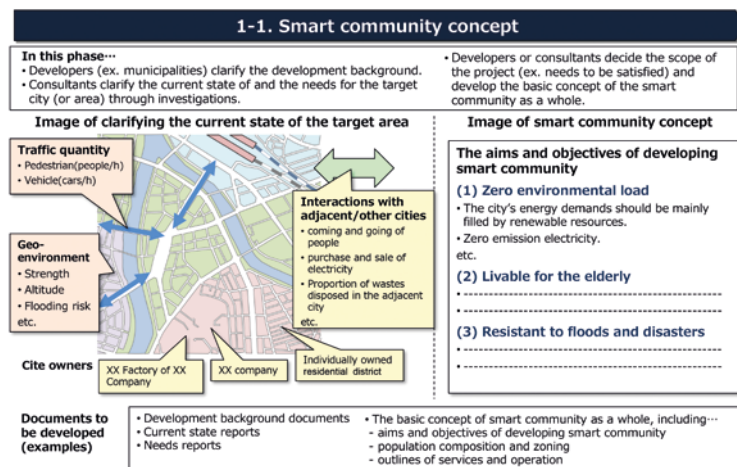 1-1. Smart community concept
In this phase…
• Developers (ex. municipalities) clarify the development background.
• Consultants clarify the current state of and the needs for the target
city (or area) through investigations.
• Developers or consultants decide the scope of
the project (ex. needs to be satisfied) and
develop the basic concept of the smart
community as a whole.
Image of clarifying the current state of the target area
Traffic quantity
• Pedestrian(people/h)
• Vehicle(cars/h)
Geo-
environment
• Strength
• Altitude
• Flooding risk
etc.
Interactions with
adjacent/other cities
• coming and going of
people
• purchase and sale of
electricity
• Proportion of wastes
disposed in the adjacent
city
etc.
Cite owners
XX Factory of XX
Company
XX company
Individually owned
residential district
Image of smart community concept
The aims and objectives of developing
smart community
(1) Zero environmental load
• The city's energy demands should be mainly
filled by renewable resources.
• Zero emission electricity.
etc.
(2) Livable for the elderly
(3) Resistant to floods and disasters
Documents to
be developed
(examples)
• Development background documents
• Current state reports
• Needs reports
• The basic concept of smart community as a whole, including…
- aims and objectives of developing smart community
- population composition and zoning
- outlines of services and operation